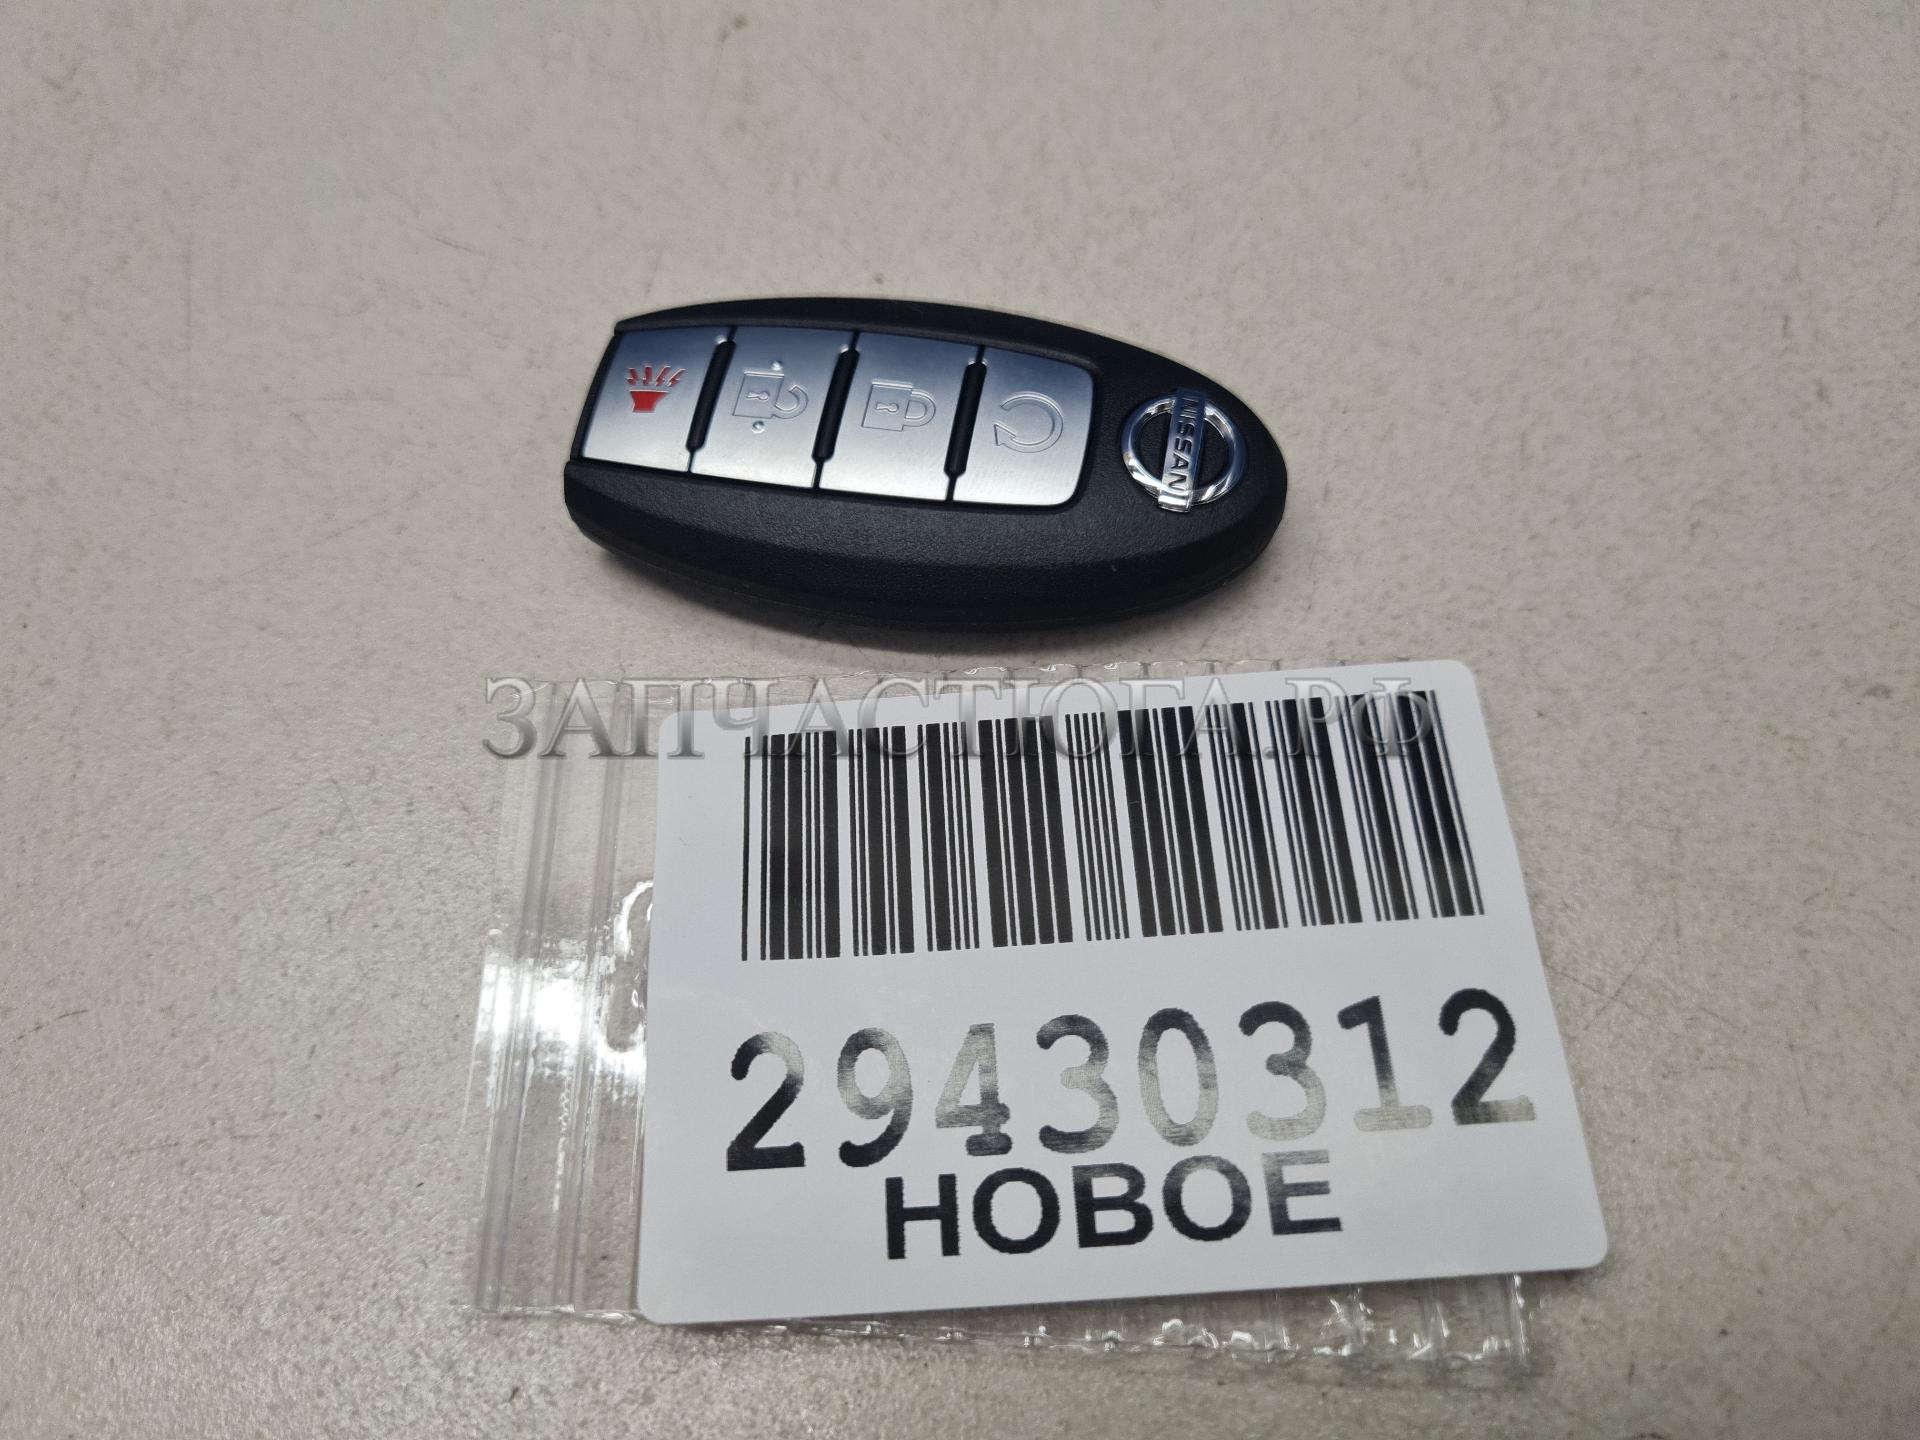 NISSAN
ЗАПЧАСТЮГА.РФ
29430312
НОВОЕ